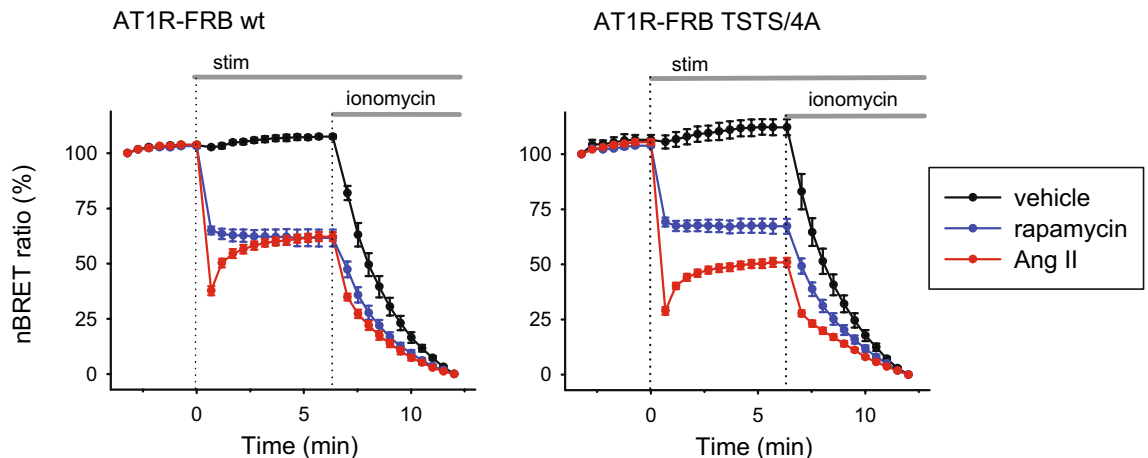 AT1R-FRB wt
stim
ionomycin
nBRET ratio (%)
100
75
50
25
0
0
5
10
Time (min)
AT1R-FRB TSTS/4A
stim
ionomycin
100
75
50
25
0
0
5
10
Time (min)
vehicle
rapamycin
Ang II